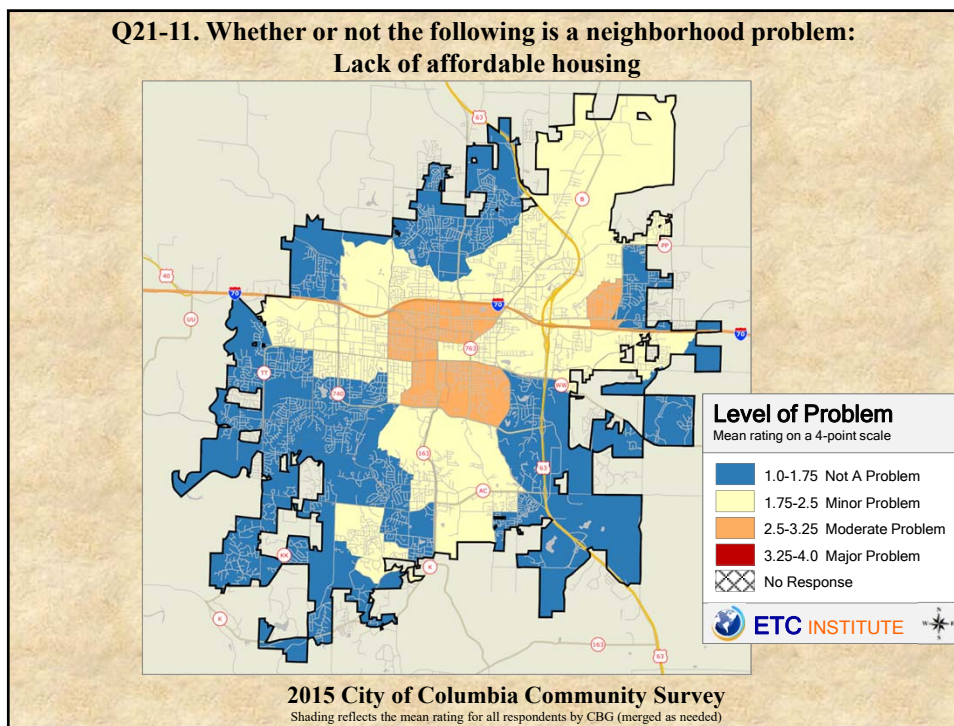 Q21-11. Whether or not the following is a neighborhood problem:
Lack of affordable housing
63
B
PP
40
70
70
UU
763
70
TT
740
WW
163
63
AC
KK
K
K
163
63
Level of Problem
Mean rating on a 4-point scale
1.0-1.75 Not A Problem
1.75-2.5 Minor Problem
2.5-3.25 Moderate Problem
3.25-4.0 Major Problem
No Response
ETC INSTITUTE
N
W E
S
2015 City of Columbia Community Survey
Shading reflects the mean rating for all respondents by CBG (merged as needed)